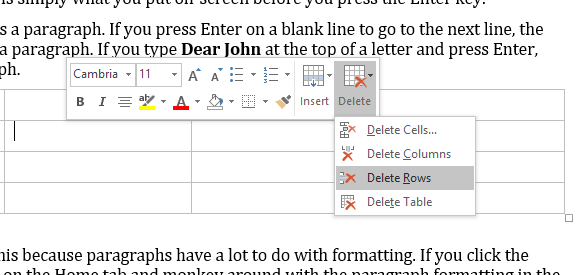 is simply what you put on-screen before you press the Enter key.
s a paragraph. If you press Enter on a blank line to go to the next line, the
a paragraph. If you type Dear John at the top of a letter and press Enter,
ph.
Cambria 11 A A
B I A Insert Delete
Delete Cells...
Delete Columns
Delete Rows
Delete Table
his because paragraphs have a lot to do with formatting. If you click the
on the Home tab and monkey around with the paragraph formatting in the